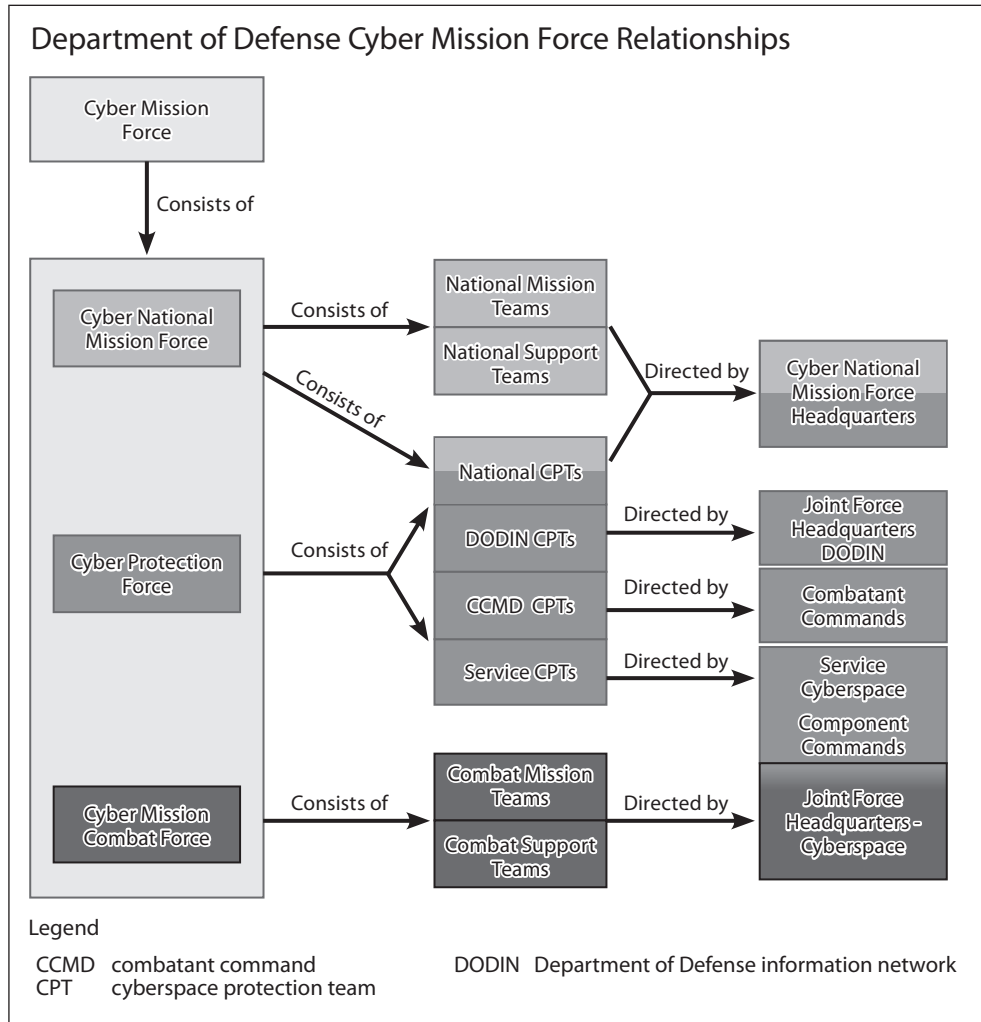 Department of Defense Cyber Mission Force Relationships
Cyber Mission
Force
Consists of
Cyber National
Mission Force
Consists of
Consists of
National Mission
Teams
National Support
Teams
Directed by
Cyber National
Mission Force
Headquarters
National CPTs
Cyber Protection
Force
Consists of
DODIN CPTs
Directed by
Joint Force
Headquarters
DODIN
CCMD CPTs
Directed by
Combatant
Commands
Service CPTs
Directed by
Service
Cyberspace
Component
Commands
Cyber Mission
Combat Force
Consists of
Combat Mission
Teams
Combat Support
Teams
Directed by
Joint Force
Headquarters -
Cyberspace
Legend
CCMD combatant command
CPT cyberspace protection team
DODIN Department of Defense information network